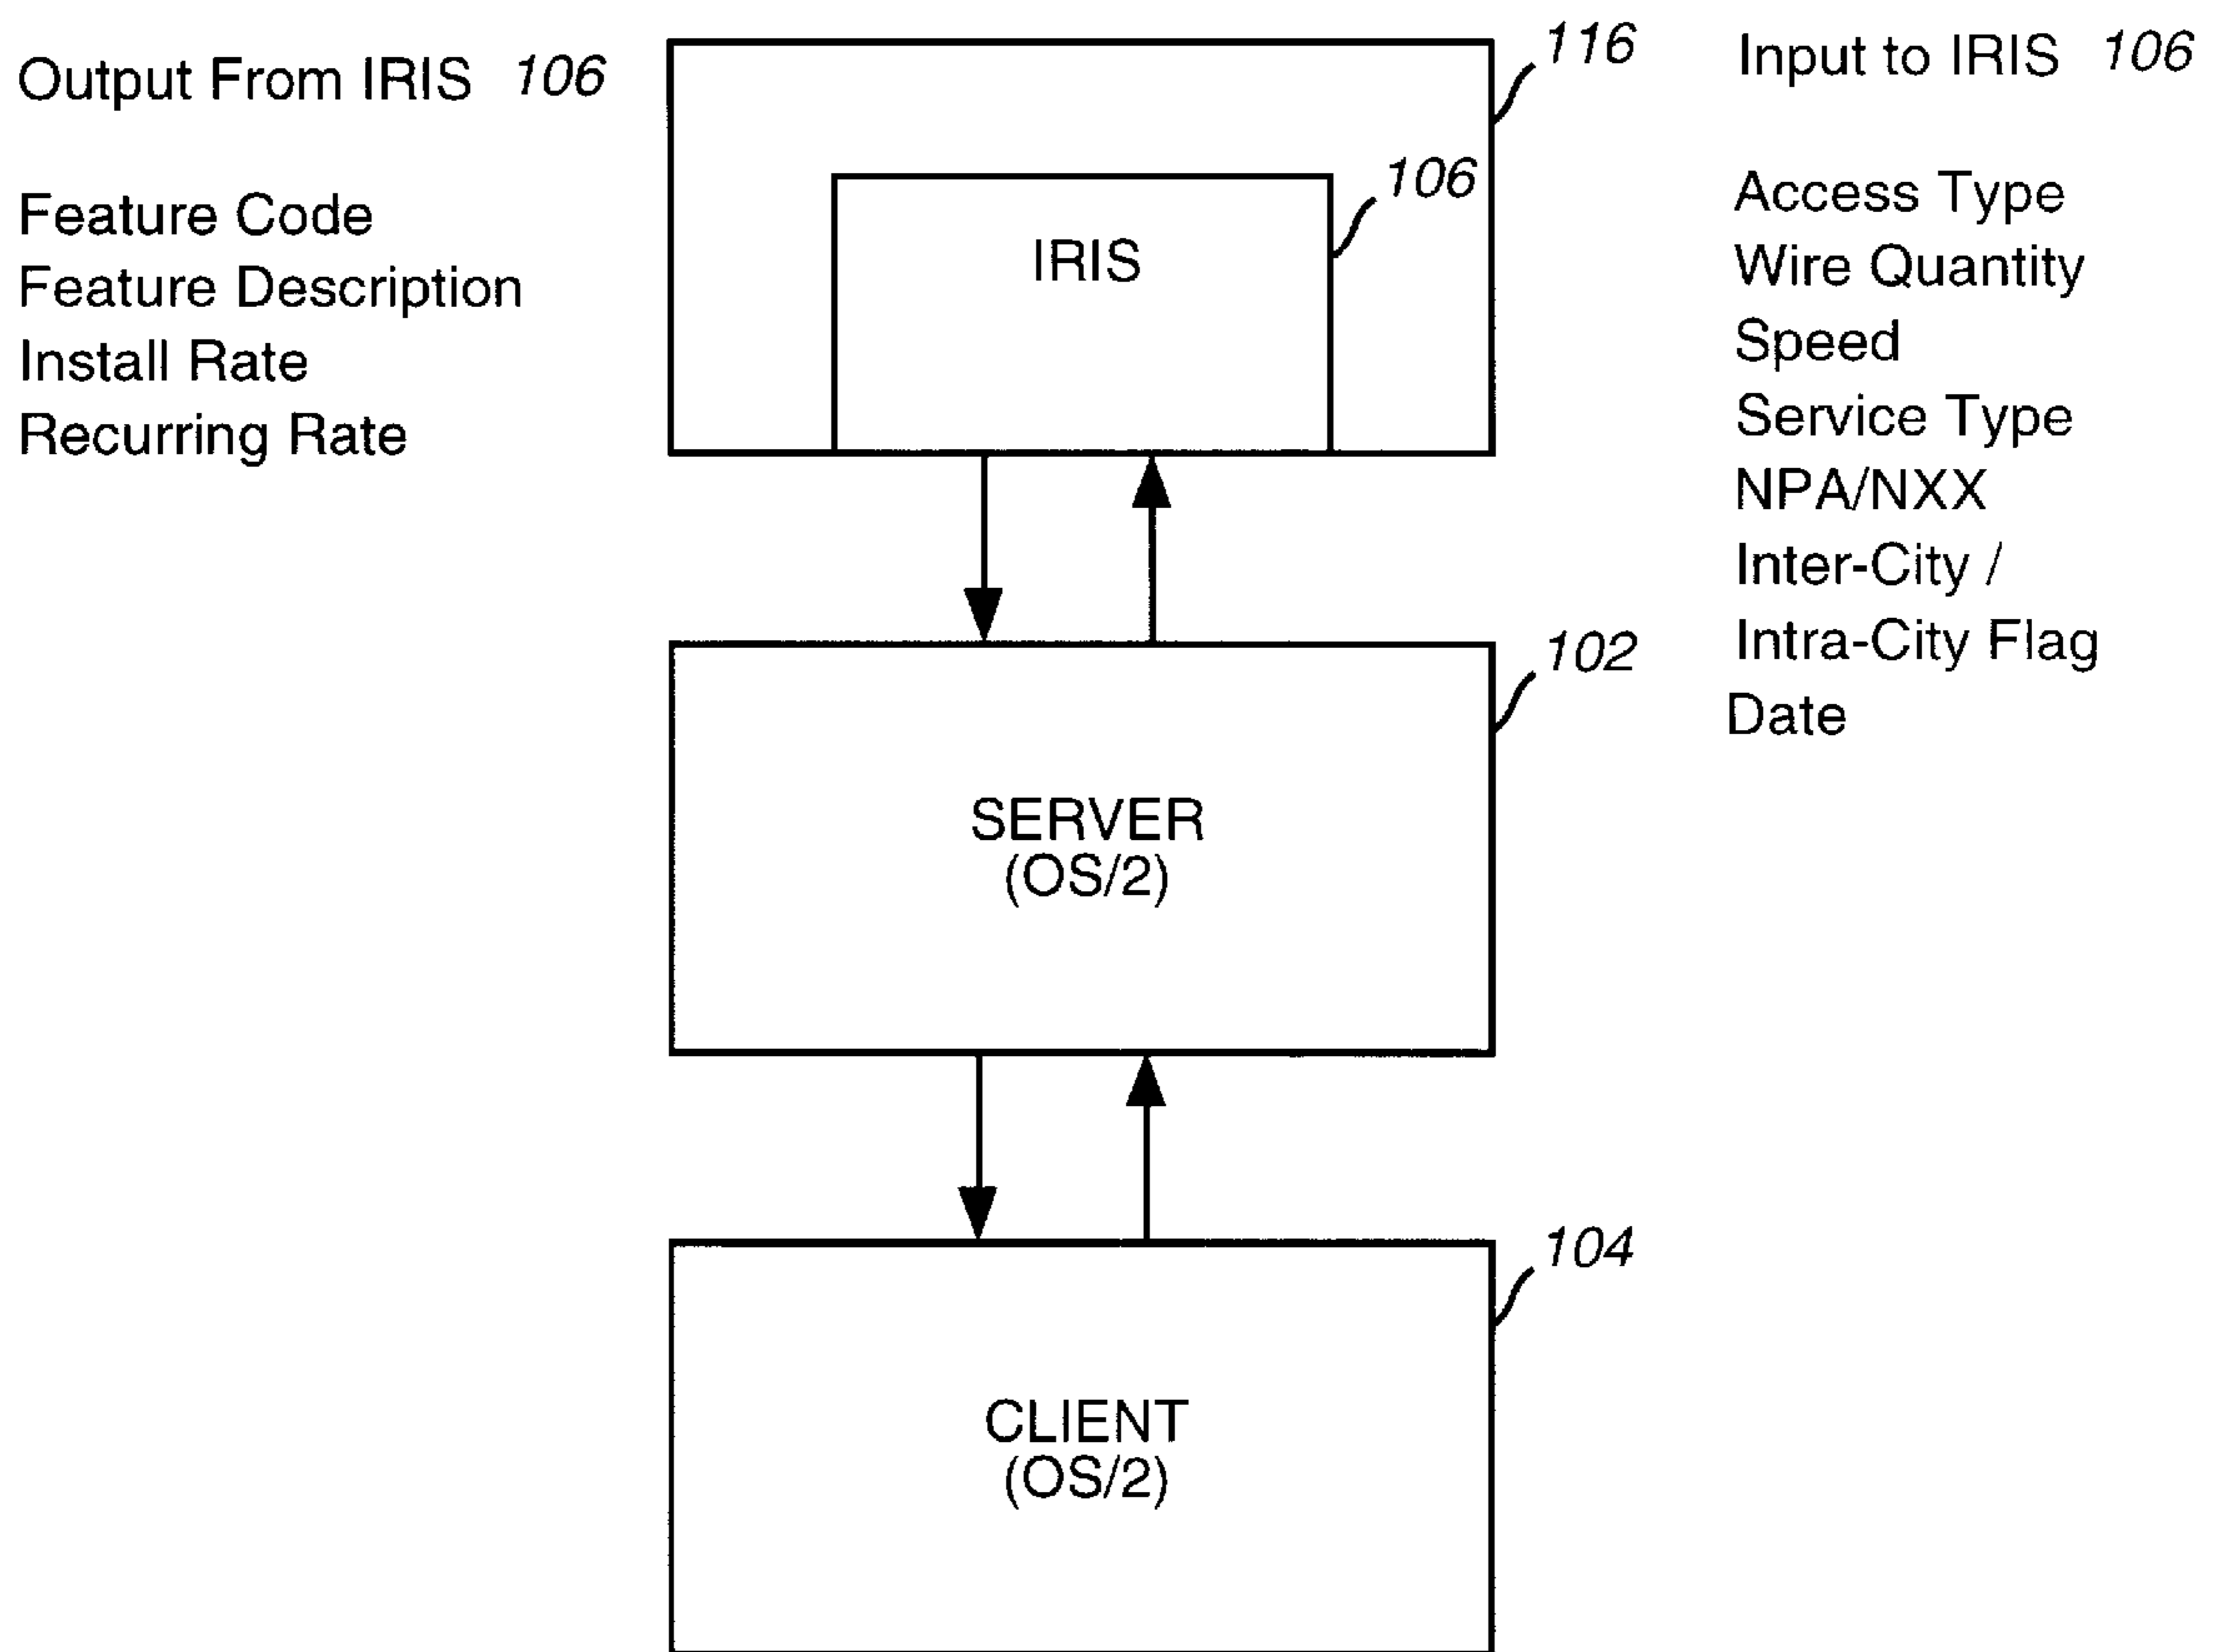 Output From IRIS 106
Feature Code
Feature Description
Install Rate
Recurring Rate
116
106
IRIS
102
SERVER
(OS/2)
104
CLIENT
(OS/2)
Input to IRIS 106
Access Type
Wire Quantity
Speed
Service Type
NPA/NXX
Inter-City /
Intra-City Flag
Date